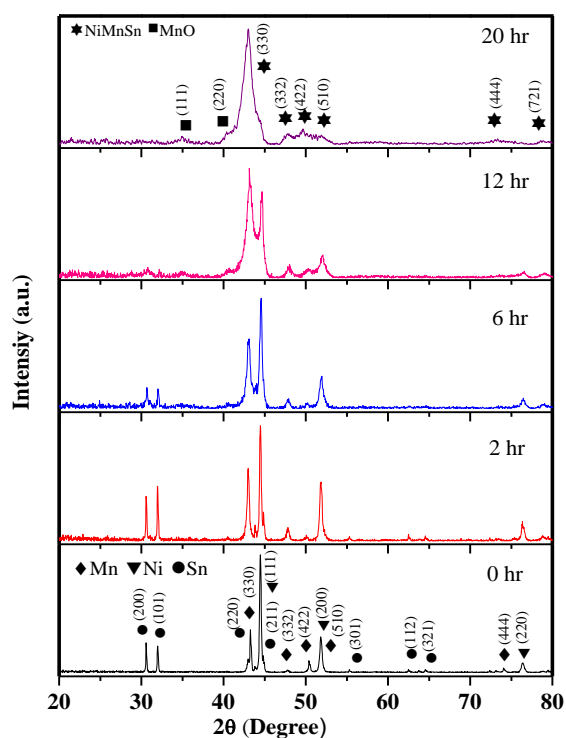 NiMnSn MnO (330) 20 hr
(111) (220) (332) (422) (510) (444) (721)
12 hr
6 hr
2 hr
Mn Ni Sn 0 hr
(200) (101) (220) (330) (111) (211) (332) (422) (200) (510) (301) (112) (321) (444) (220)
20 30 40 50 60 70 80
2θ (Degree)
Intensiy (a.u.)